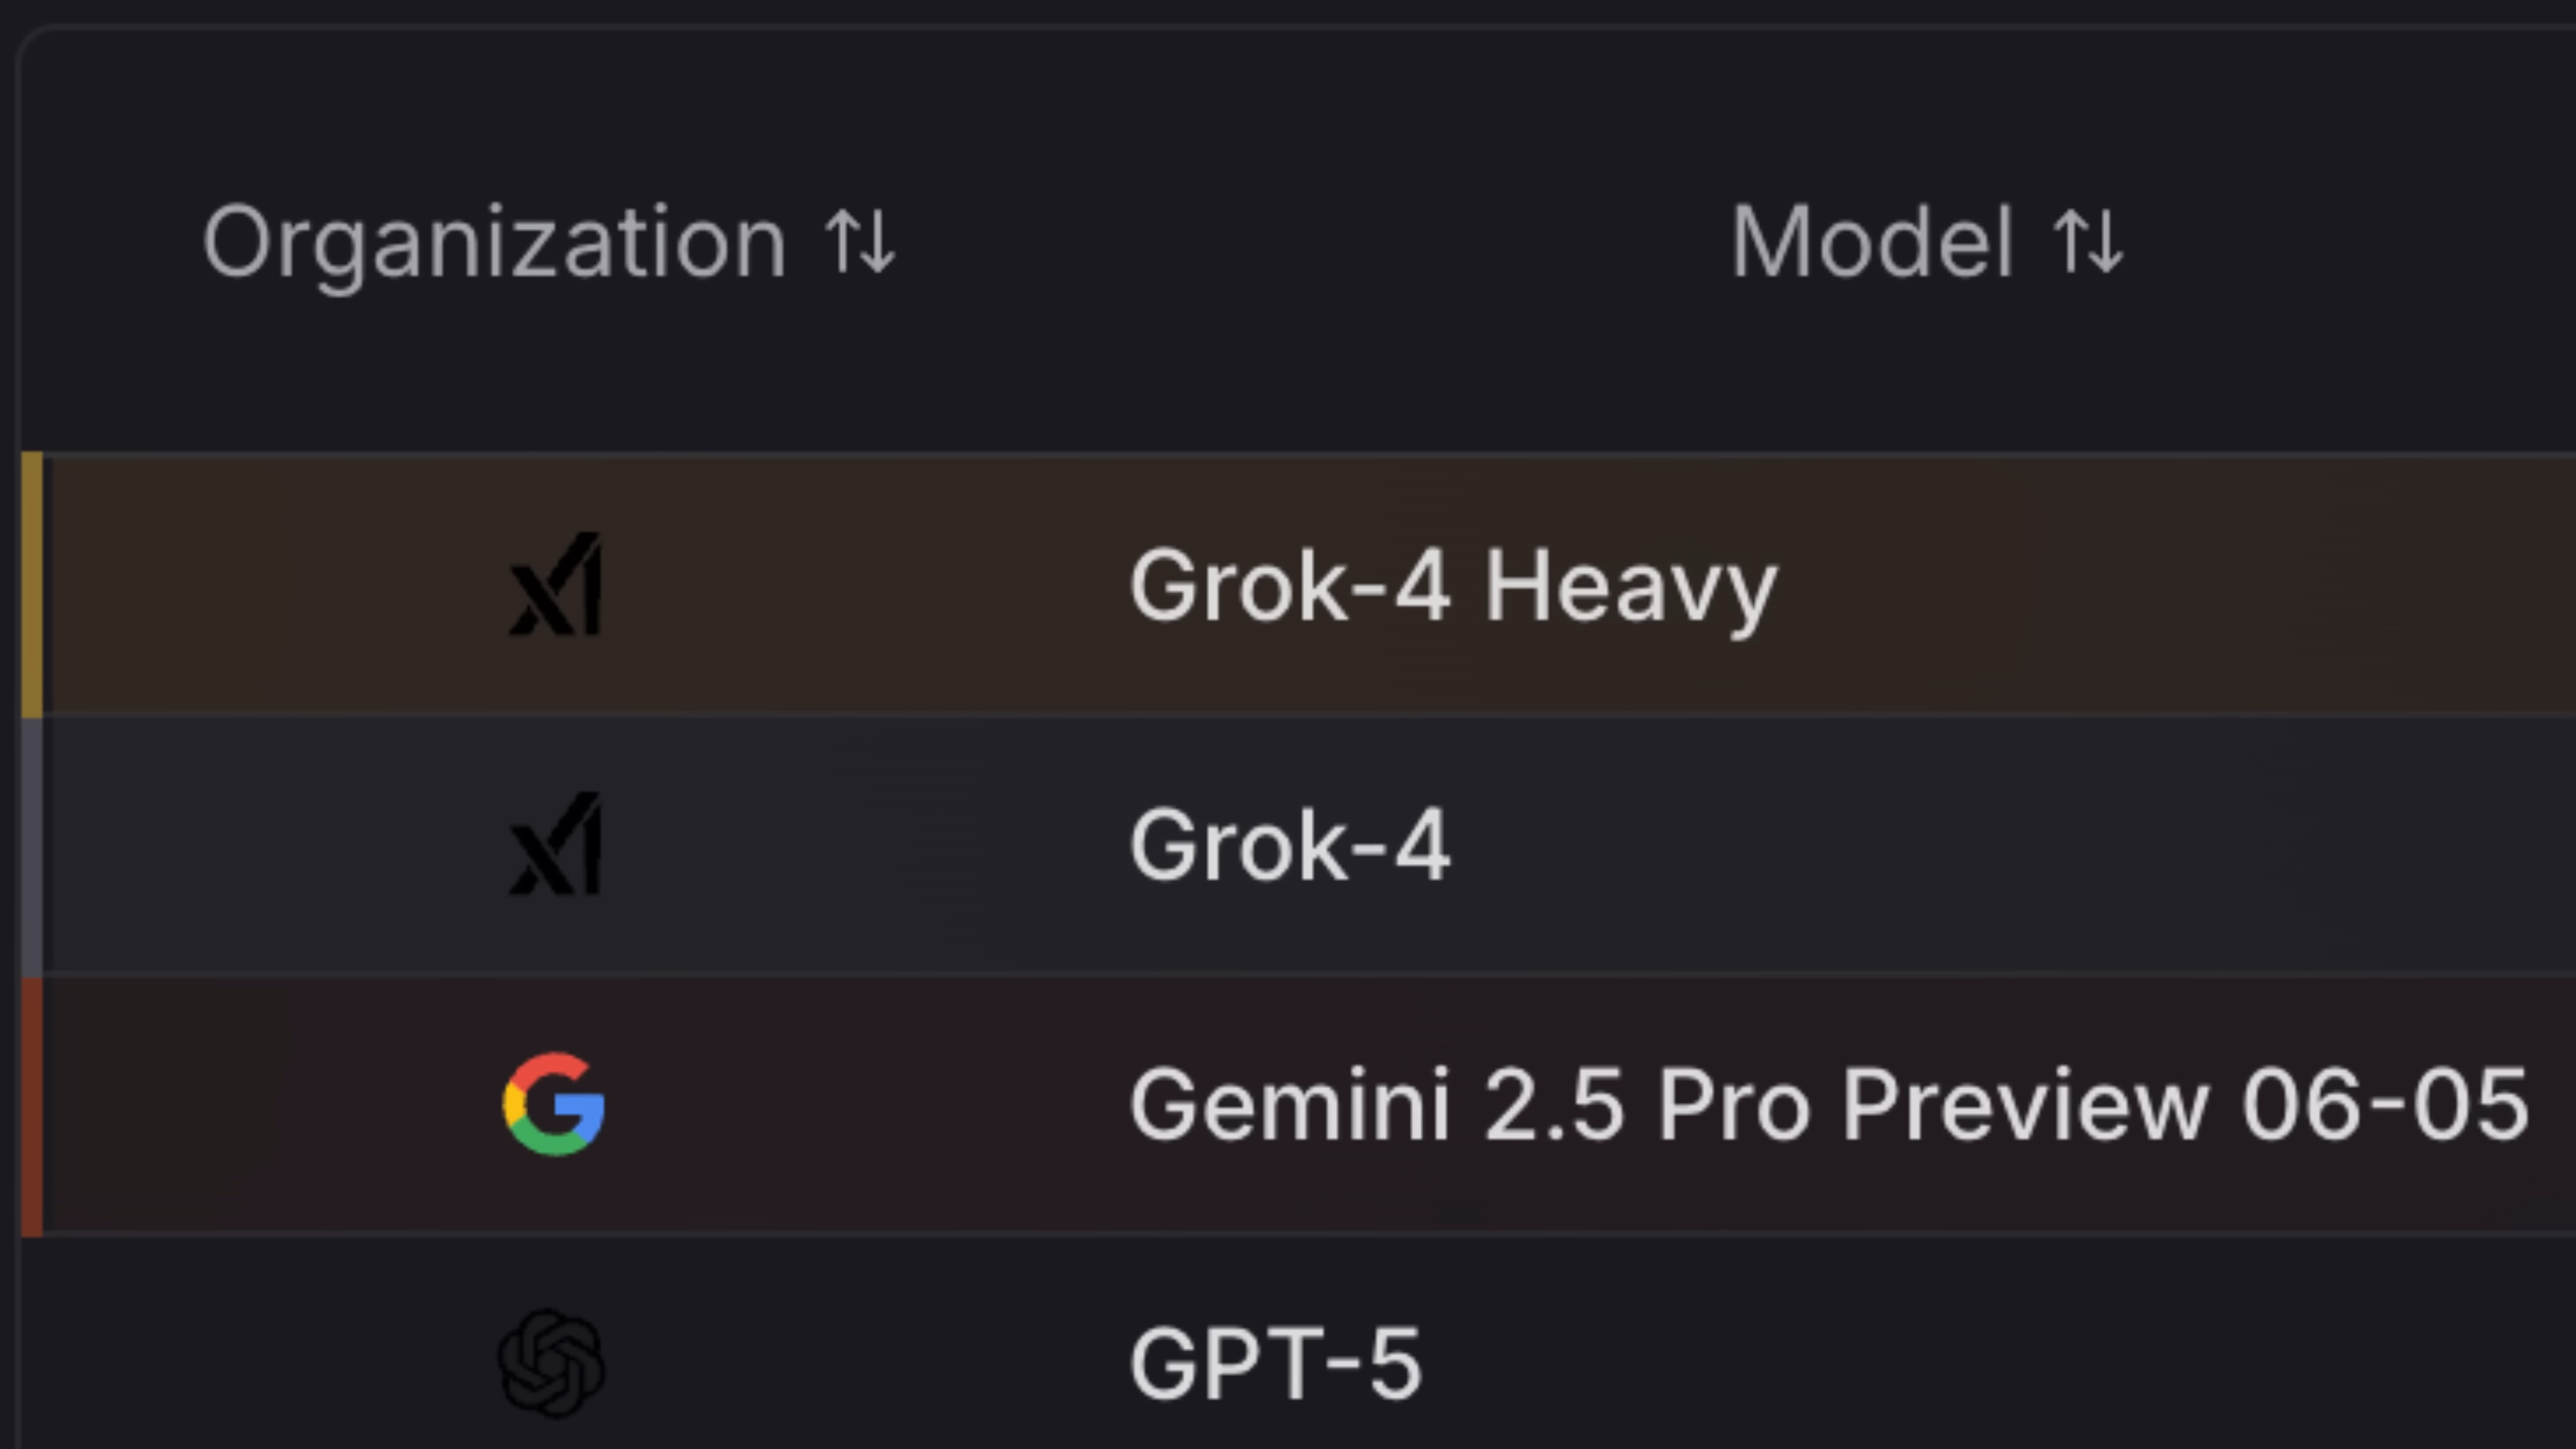 Organization ↑↓ Model ↑↓
Grok-4 Heavy
Grok-4
Gemini 2.5 Pro Preview 06-05
GPT-5